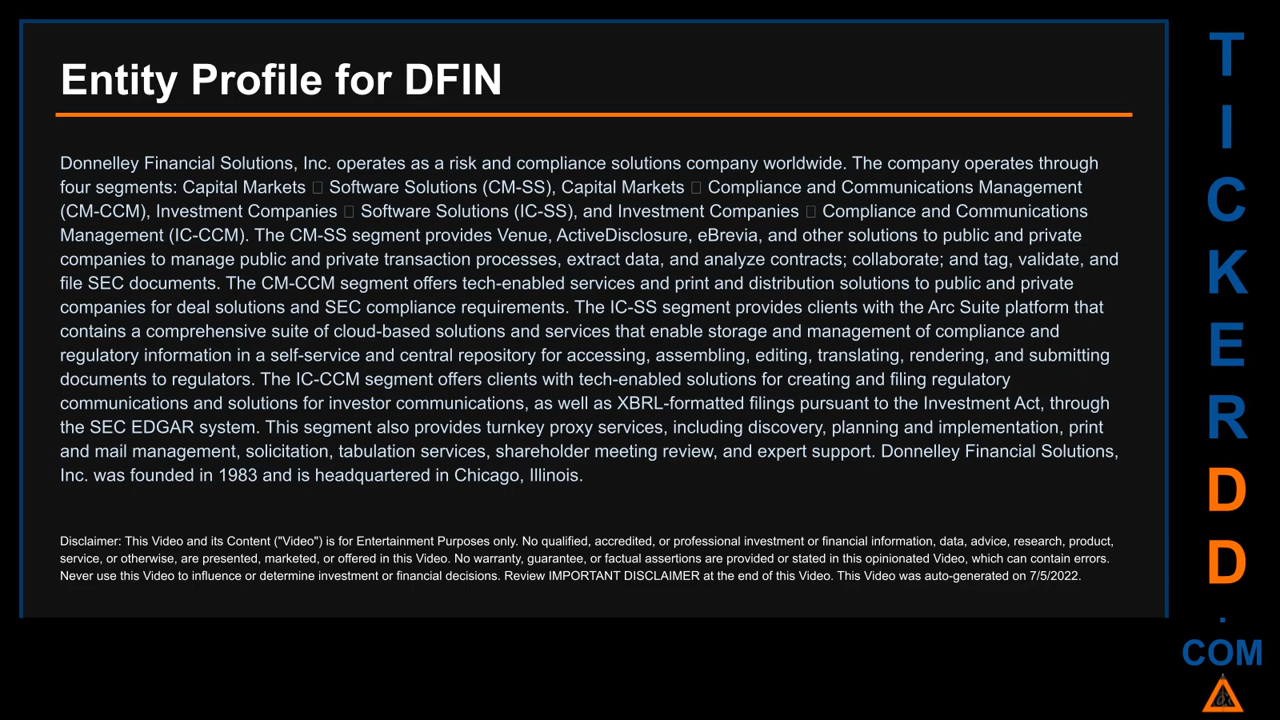 Entity Profile for DFIN
Donnelley Financial Solutions, Inc. operates as a risk and compliance solutions company worldwide. The company operates through
four segments: Capital Markets □ Software Solutions (CM-SS), Capital Markets □ Compliance and Communications Management
(CM-CCM), Investment Companies □ Software Solutions (IC-SS), and Investment Companies □ Compliance and Communications
Management (IC-CCM). The CM-SS segment provides Venue, ActiveDisclosure, eBrevia, and other solutions to public and private
companies to manage public and private transaction processes, extract data, and analyze contracts; collaborate; and tag, validate, and
file SEC documents. The CM-CCM segment offers tech-enabled services and print and distribution solutions to public and private
companies for deal solutions and SEC compliance requirements. The IC-SS segment provides clients with the Arc Suite platform that
contains a comprehensive suite of cloud-based solutions and services that enable storage and management of compliance and
regulatory information in a self-service and central repository for accessing, assembling, editing, translating, rendering, and submitting
documents to regulators. The IC-CCM segment offers clients with tech-enabled solutions for creating and filing regulatory
communications and solutions for investor communications, as well as XBRL-formatted filings pursuant to the Investment Act, through
the SEC EDGAR system. This segment also provides turnkey proxy services, including discovery, planning and implementation, print
and mail management, solicitation, tabulation services, shareholder meeting review, and expert support. Donnelley Financial Solutions,
Inc. was founded in 1983 and is headquartered in Chicago, Illinois.
Disclaimer: This Video and its Content ("Video") is for Entertainment Purposes only. No qualified, accredited, or professional investment or financial information, data, advice, research, product,
service, or otherwise, are presented, marketed, or offered in this Video. No warranty, guarantee, or factual assertions are provided or stated in this opinionated Video, which can contain errors.
Never use this Video to influence or determine investment or financial decisions. Review IMPORTANT DISCLAIMER at the end of this Video. This Video was auto-generated on 7/5/2022.
T
I
C
K
E
R
D
D
.
COM